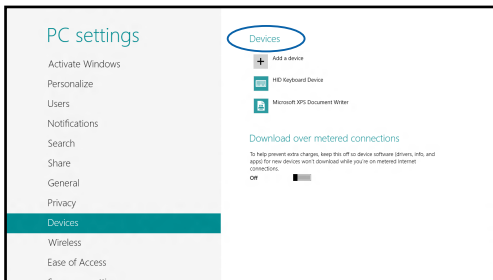 PC settings
Activate Windows
Personalize
Users
Notifications
Search
Share
General
Privacy
Devices
Wireless
Ease of Access
Devices
Add a device
HID Keyboard Device
Microsoft XPS Document Writer
Download over metered connections
To help prevent extra charges, keep this off so device software (drivers, info, and
apps) for new devices won't download while you're on metered Internet
connections.
Off